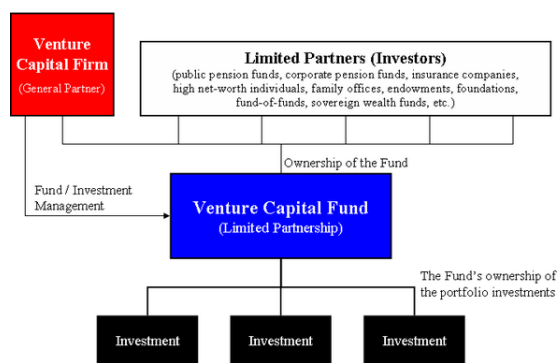 Venture
Capital Firm
(General Partner)
Limited Partners (Investors)
(public pension funds, corporate pension funds, insurance companies,
high net-worth individuals, family offices, endowments, foundations,
fund-of-funds, sovereign wealth funds, etc.)
Ownership of the Fund
Fund / Investment
Management
Venture Capital Fund
(Limited Partnership)
The Fund's ownership of
the portfolio investments
Investment
Investment
Investment